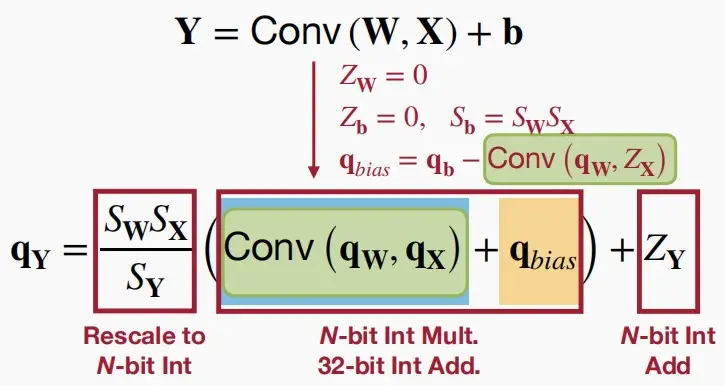 Y = Conv (W, X) + b
Z_W = 0
Z_b = 0, S_b = S_W S_X
q_bias = q_b − Conv (q_W, Z_X)
q_Y = S_W S_X / S_Y (Conv (q_W, q_X) + q_bias) + Z_Y
Rescale to N-bit Int
N-bit Int Mult. 32-bit Int Add.
N-bit Int Add